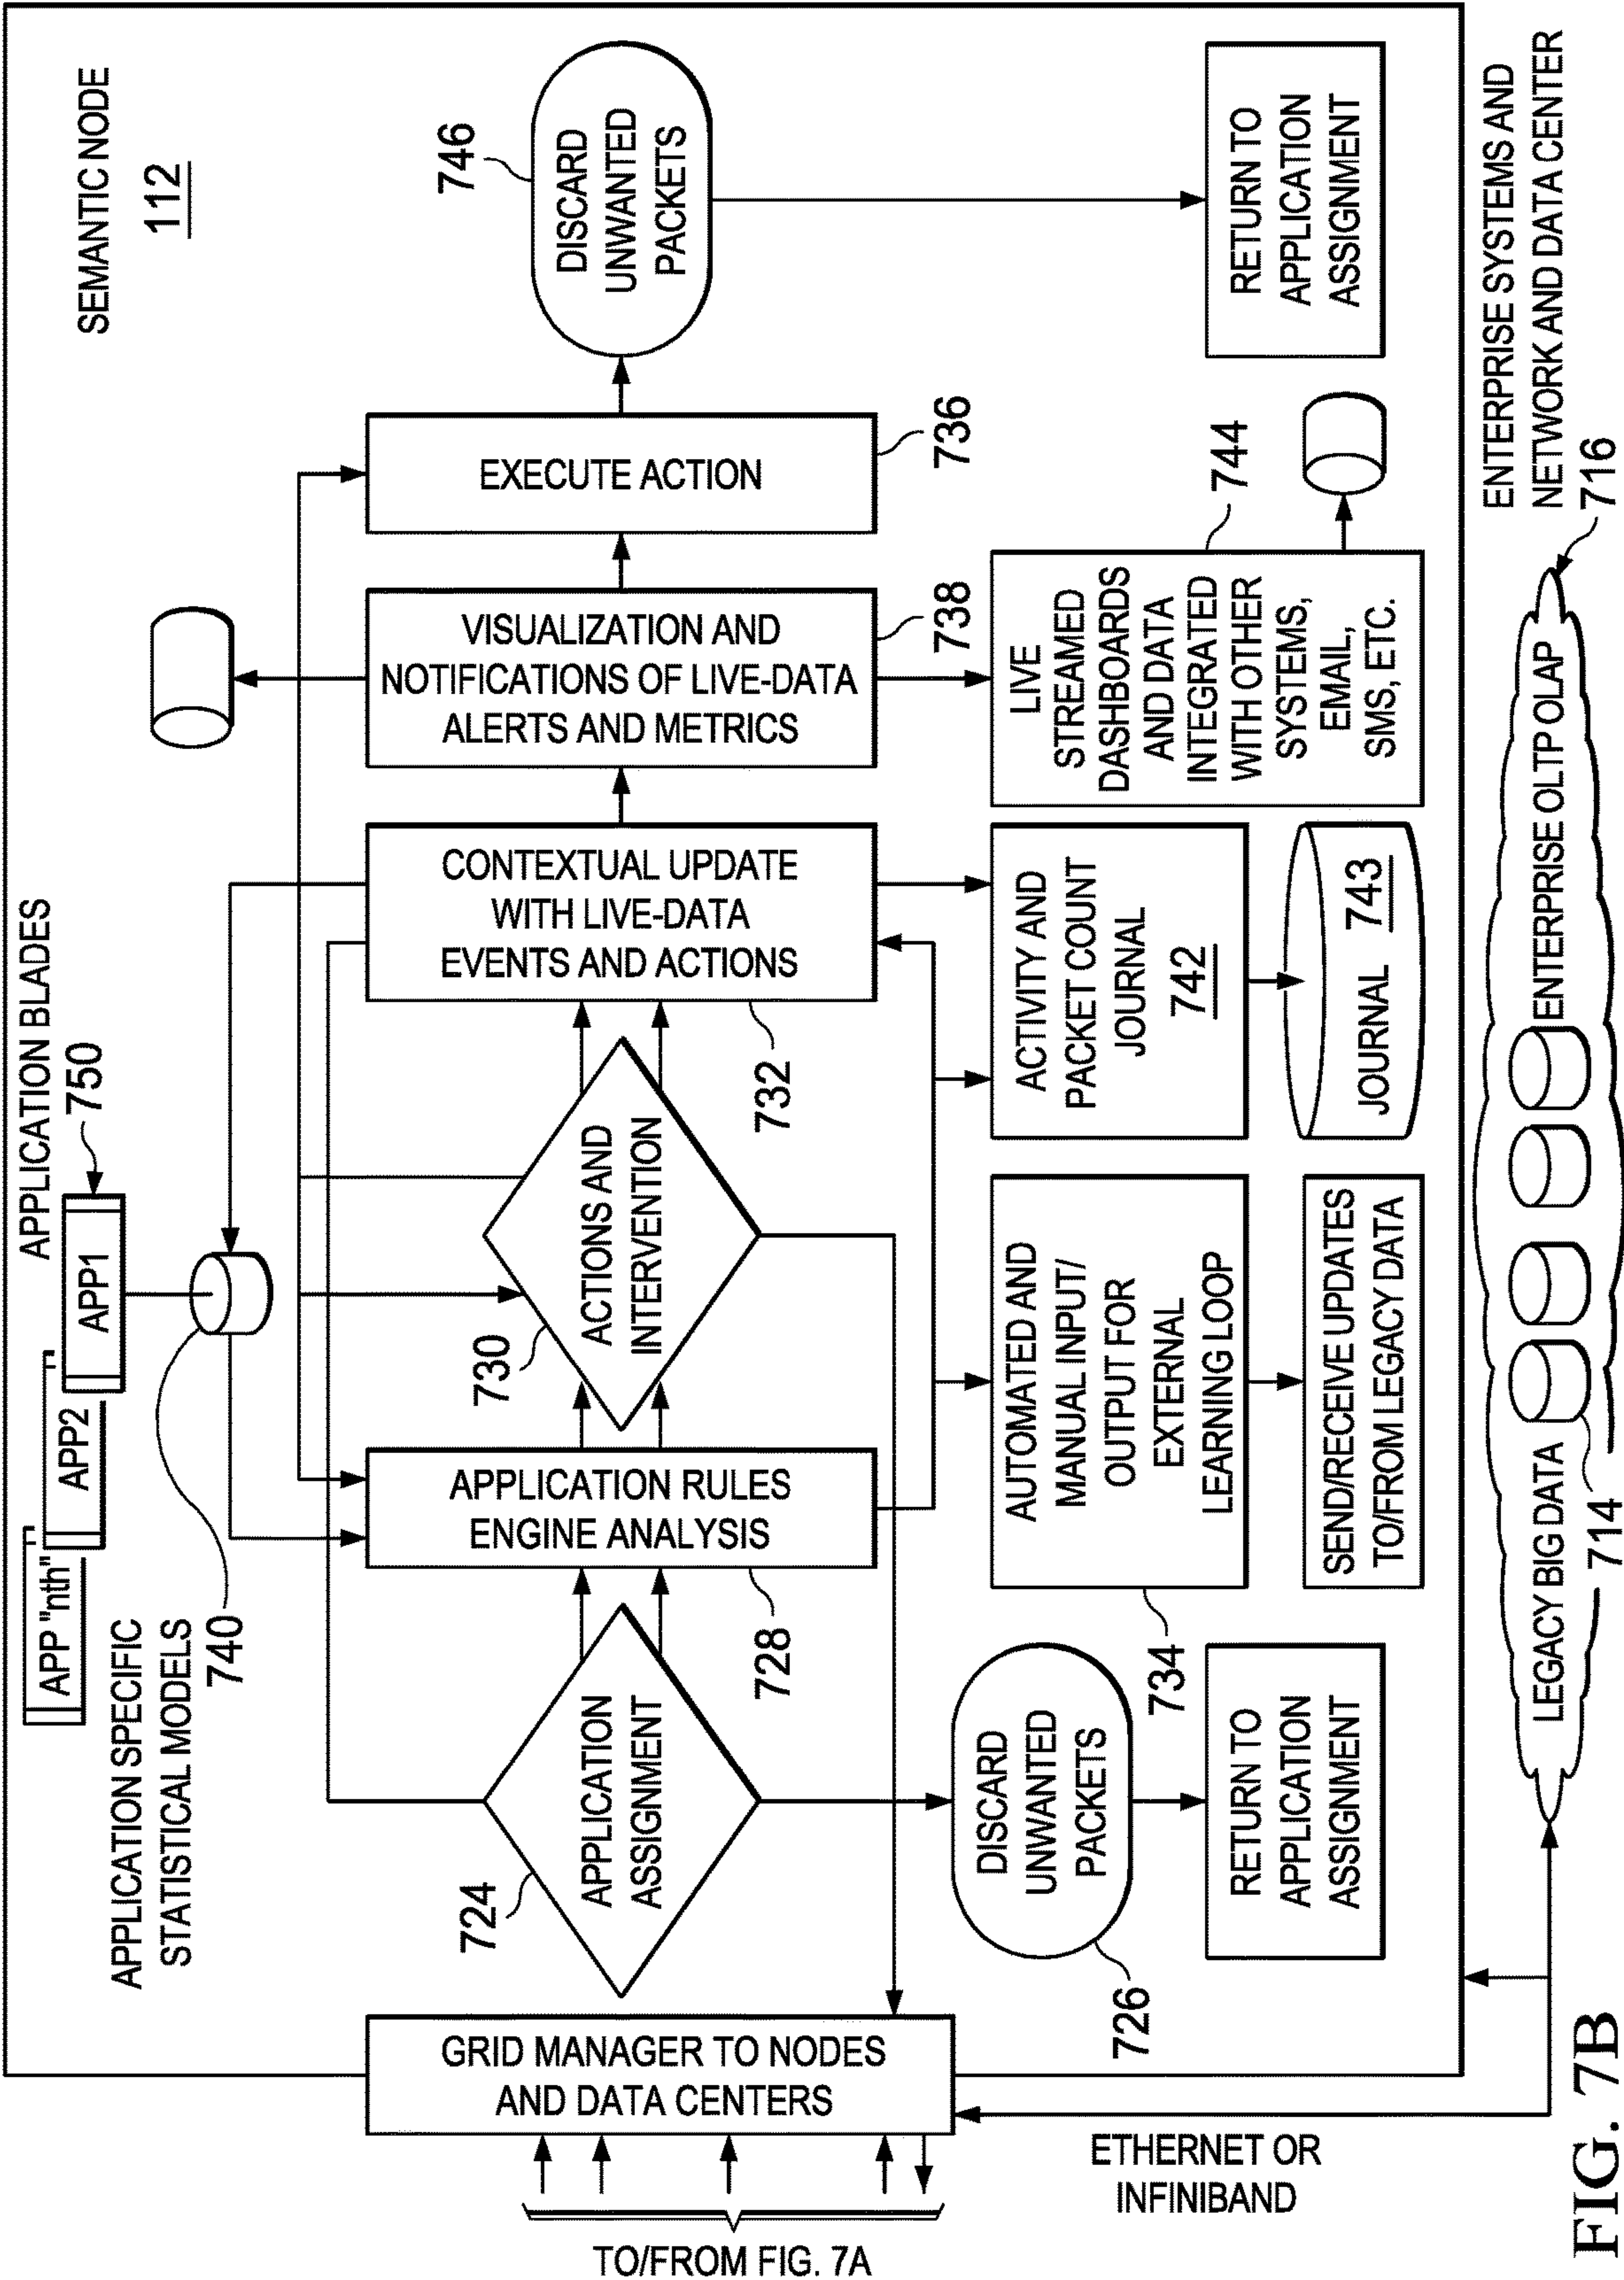 SEMANTIC NODE
112
APPLICATION BLADES
750
APP1
APP2
APP "nth"
APPLICATION SPECIFIC
STATISTICAL MODELS
740
GRID MANAGER TO NODES
AND DATA CENTERS
724
APPLICATION
ASSIGNMENT
APPLICATION RULES
ENGINE ANALYSIS
728
730
ACTIONS AND
INTERVENTION
CONTEXTUAL UPDATE
WITH LIVE-DATA
EVENTS AND ACTIONS
732
VISUALIZATION AND
NOTIFICATIONS OF LIVE-DATA
ALERTS AND METRICS
738
EXECUTE ACTION
736
746
DISCARD
UNWANTED
PACKETS
RETURN TO
APPLICATION
ASSIGNMENT
DISCARD
UNWANTED
PACKETS
726
RETURN TO
APPLICATION
ASSIGNMENT
AUTOMATED AND
MANUAL INPUT/
OUTPUT FOR
EXTERNAL
LEARNING LOOP
734
SEND/RECEIVE UPDATES
TO/FROM LEGACY DATA
ACTIVITY AND
PACKET COUNT
JOURNAL
742
JOURNAL
743
LIVE
STREAMED
DASHBOARDS
AND DATA
INTEGRATED
WITH OTHER
SYSTEMS,
EMAIL,
SMS, ETC.
744
TO/FROM FIG. 7A
ETHERNET OR
INFINIBAND
LEGACY BIG DATA
714
ENTERPRISE OLTP OLAP
716
ENTERPRISE SYSTEMS AND
NETWORK AND DATA CENTER
FIG. 7B